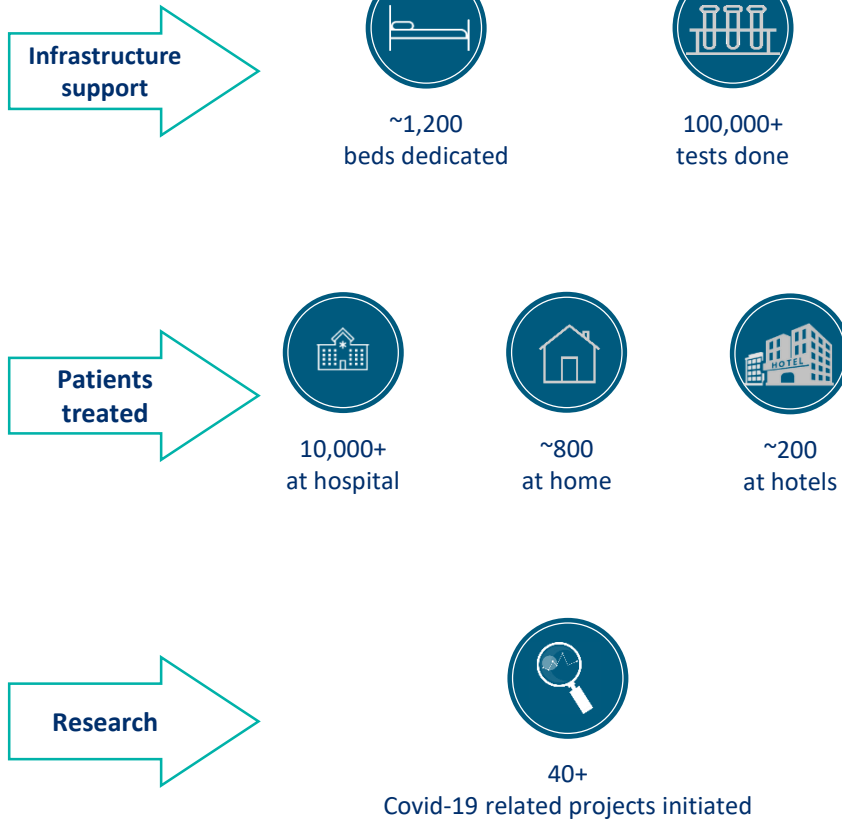 Infrastructure
support
~1,200
beds dedicated
100,000+
tests done
Patients
treated
HOTEL
10,000+
at hospital
~800
at home
~200
at hotels
Research
40+
Covid-19 related projects initiated